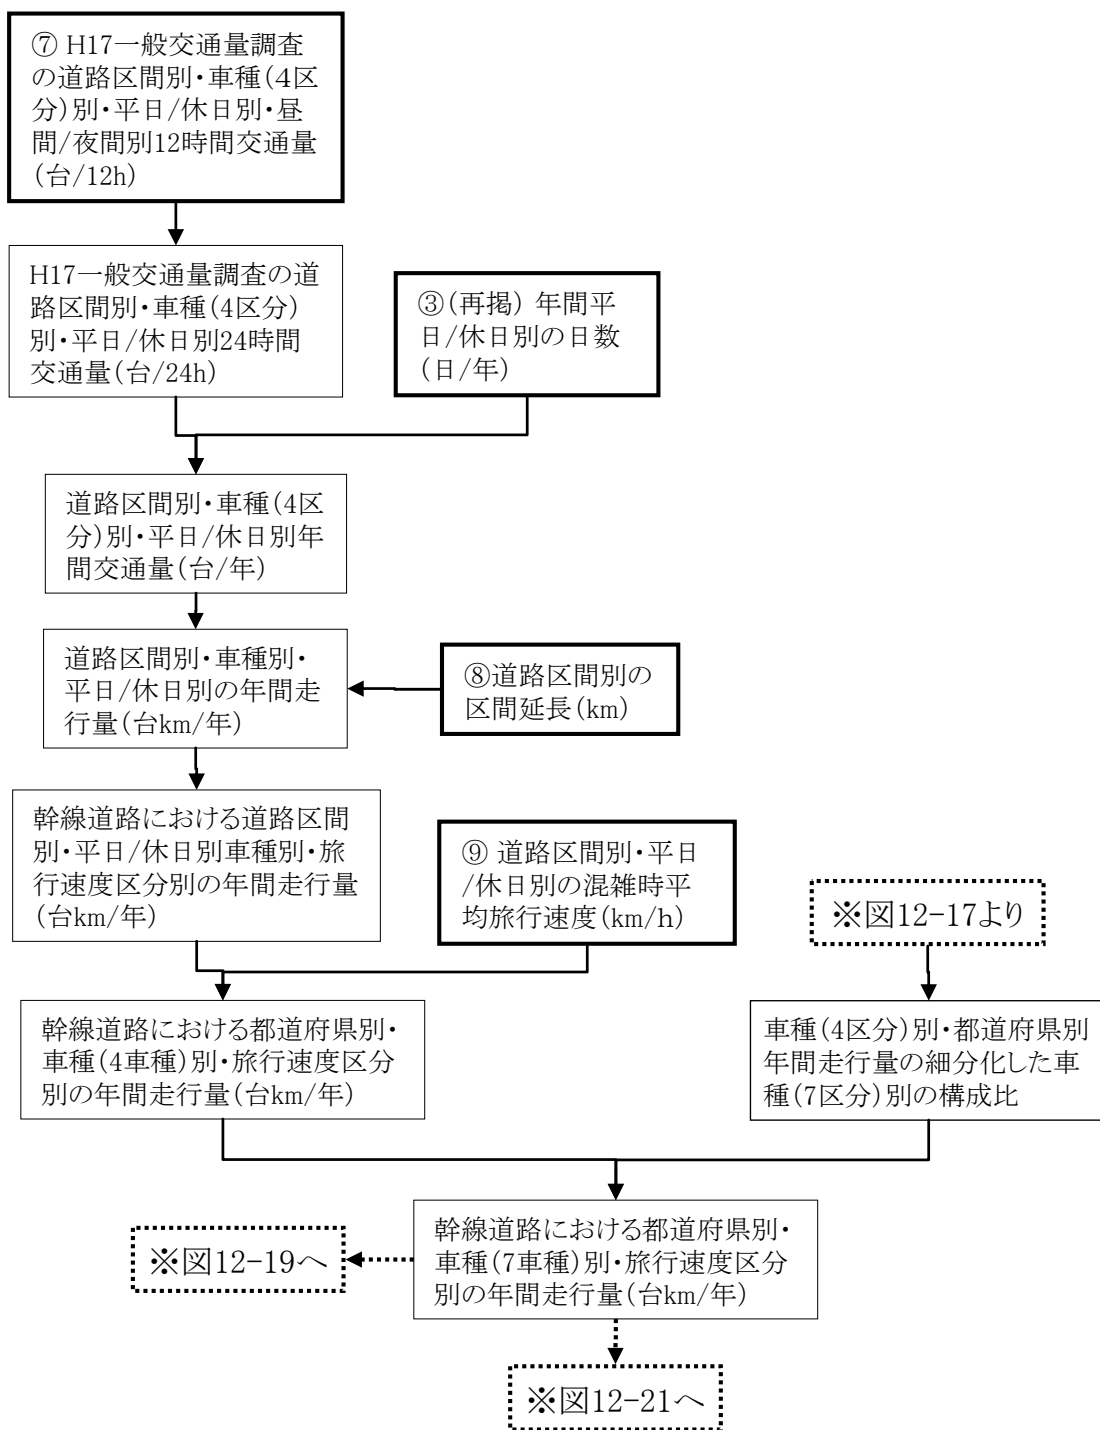 ⑦ H17一般交通量調査
の道路区間別・車種(4区
分)別・平日/休日別・昼
間/夜間別12時間交通量
(台/12h)
H17一般交通量調査の道
路区間別・車種(4区分)
別・平日/休日別24時間
交通量(台/24h)
③(再掲) 年間平
日/休日別の日数
(日/年)
道路区間別・車種(4区
分)別・平日/休日別年
間交通量(台/年)
道路区間別・車種別・
平日/休日別の年間走
行量(台km/年)
⑧道路区間別の
区間延長(km)
幹線道路における道路区間
別・平日/休日別車種別・旅
行速度区分別の年間走行量
(台km/年)
⑨ 道路区間別・平日
/休日別の混雑時平
均旅行速度(km/h)
※図12-17より
幹線道路における都道府県別・
車種(4車種)別・旅行速度区分
別の年間走行量(台km/年)
車種(4区分)別・都道府県別
年間走行量の細分化した車
種(7区分)別の構成比
※図12-19へ
幹線道路における都道府県別・
車種(7車種)別・旅行速度区分
別の年間走行量(台km/年)
※図12-21へ